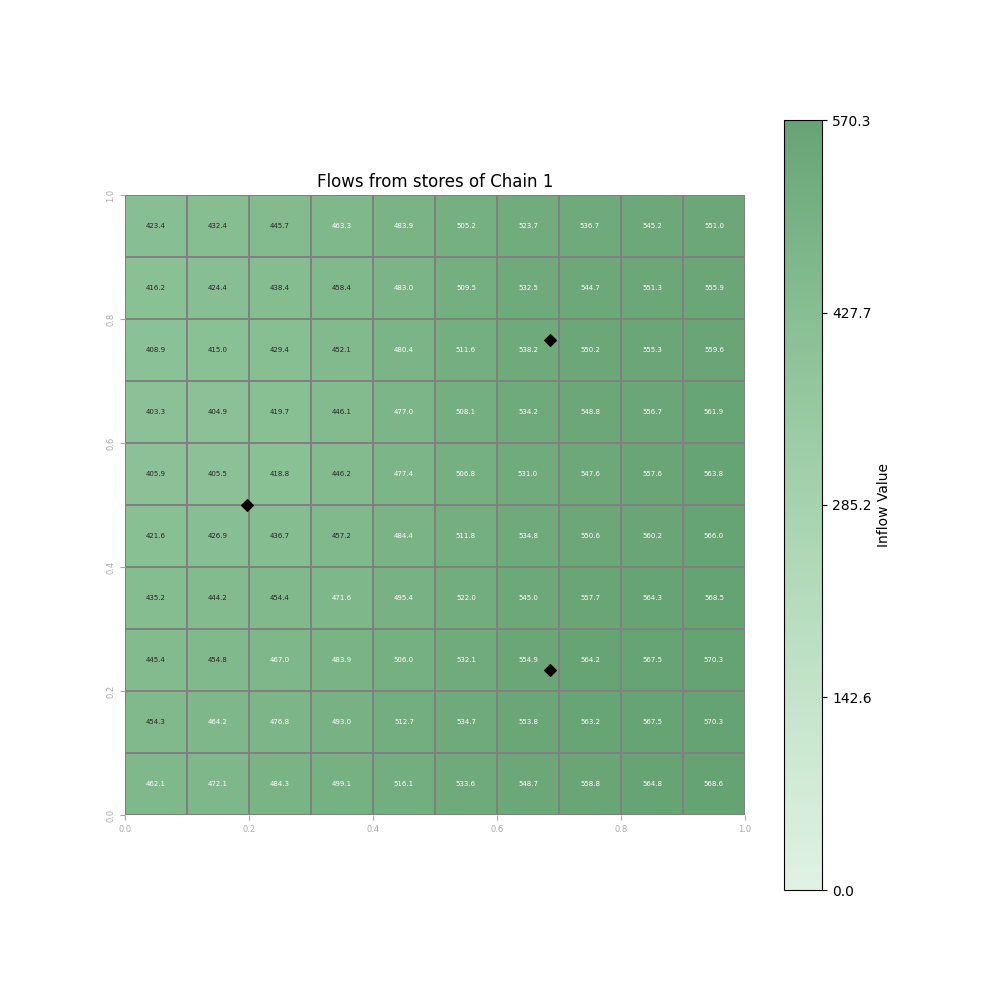 Flows from stores of Chain 1
570.3
1.0
423.4 432.4 445.7 463.3 483.9 505.2 523.7 536.7 545.2 551.0
416.2 424.4 438.4 458.4 483.0 509.5 532.5 544.7 551.3 555.9
0.8
427.7
408.9 415.0 429.4 452.1 480.4 511.6 538.2 550.2 555.3 559.6
403.3 404.9 419.7 446.1 477.0 508.1 534.2 548.8 556.7 561.9
0.6
405.9 405.5 418.8 446.2 477.4 506.8 531.0 547.6 557.6 563.8
285.2
Inflow Value
421.6 426.9 436.7 457.2 484.4 511.8 534.8 550.6 560.2 566.0
0.4
435.2 444.2 454.4 471.6 495.4 522.0 545.0 557.7 564.3 568.5
445.4 454.8 467.0 483.9 506.0 532.1 554.9 564.2 567.5 570.3
0.2
142.6
454.3 464.2 476.8 493.0 512.7 534.7 553.8 563.2 567.5 570.3
462.1 472.1 484.3 499.1 516.1 533.6 548.7 558.8 564.8 568.6
0.0
0.0 0.2 0.4 0.6 0.8 1.0
0.0